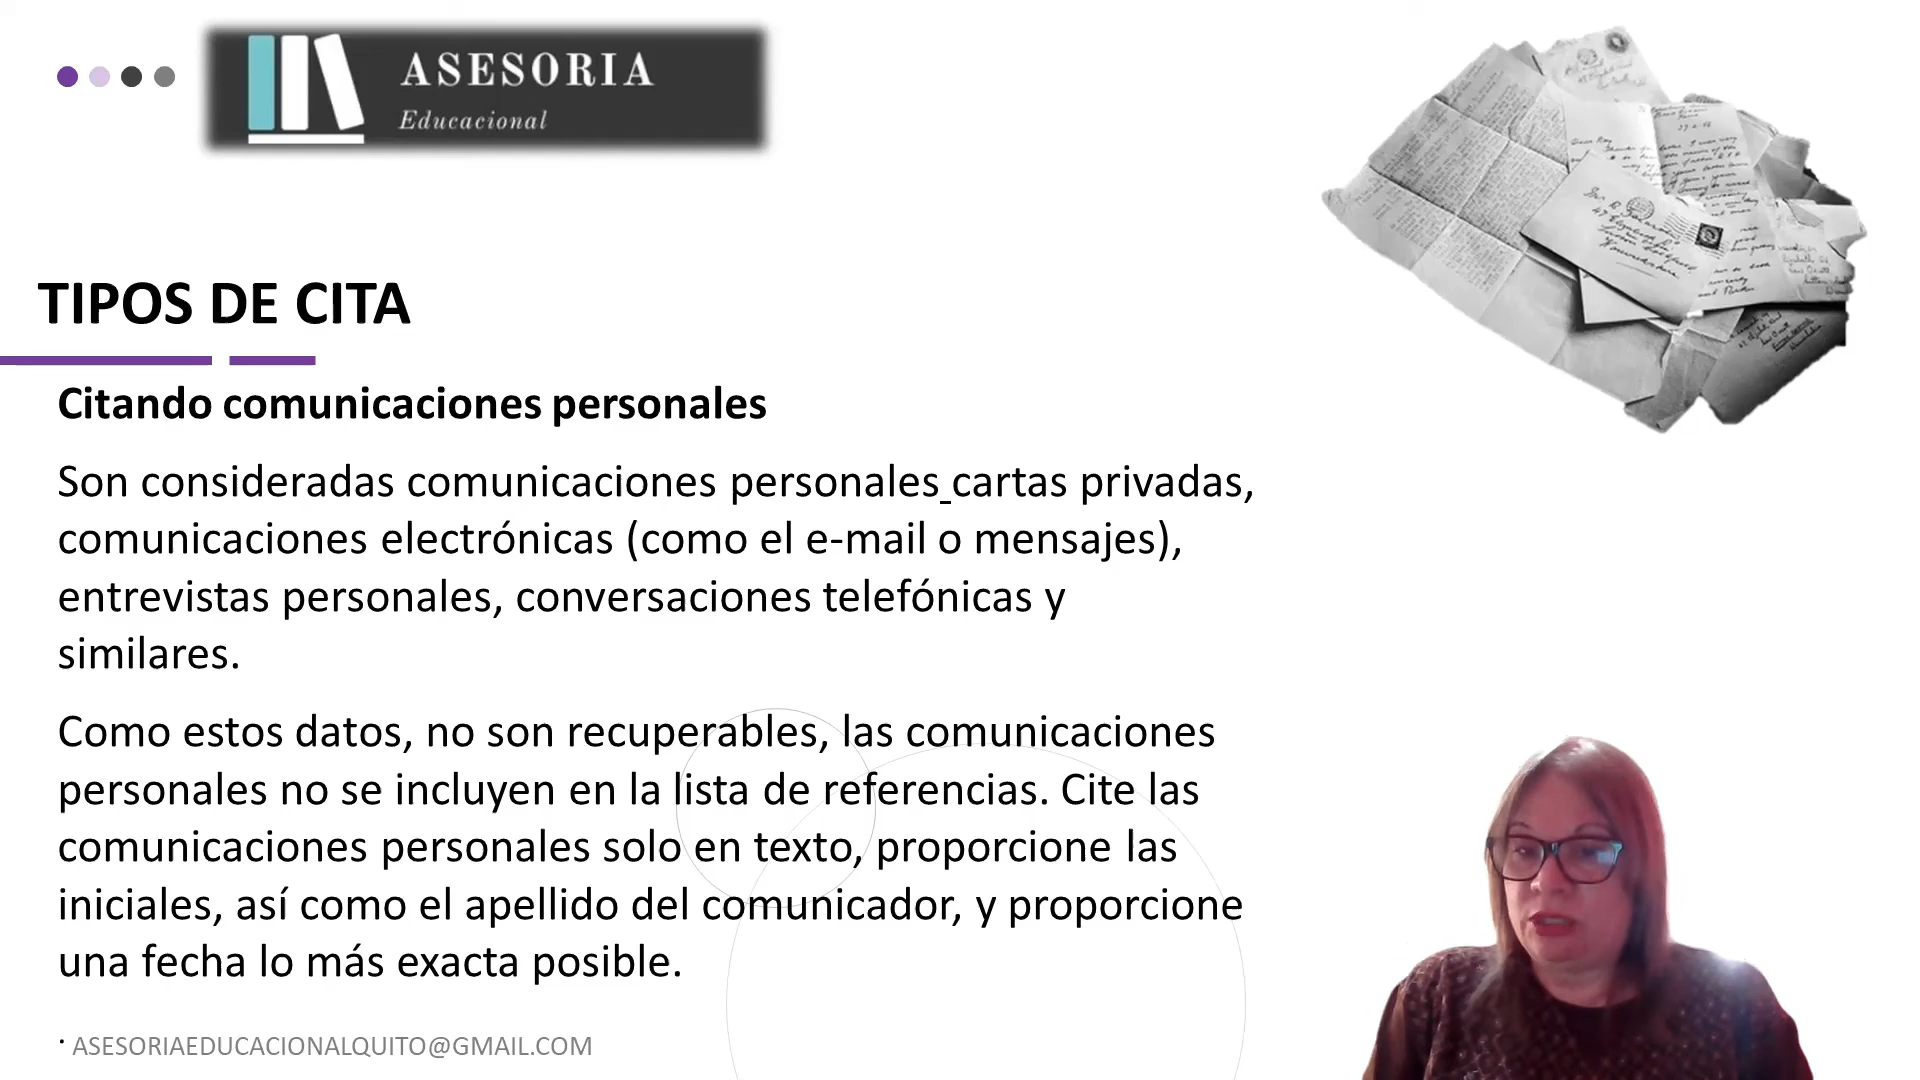 ASESORIA
Educacional
TIPOS DE CITA
Citando comunicaciones personales
Son consideradas comunicaciones personales cartas privadas,
comunicaciones electrónicas (como el e-mail o mensajes),
entrevistas personales, conversaciones telefónicas y
similares.
Como estos datos, no son recuperables, las comunicaciones
personales no se incluyen en la lista de referencias. Cite las
comunicaciones personales solo en texto, proporcione las
iniciales, así como el apellido del comunicador, y proporcione
una fecha lo más exacta posible.
· ASESORIAEDUCACIONALQUITO@GMAIL.COM